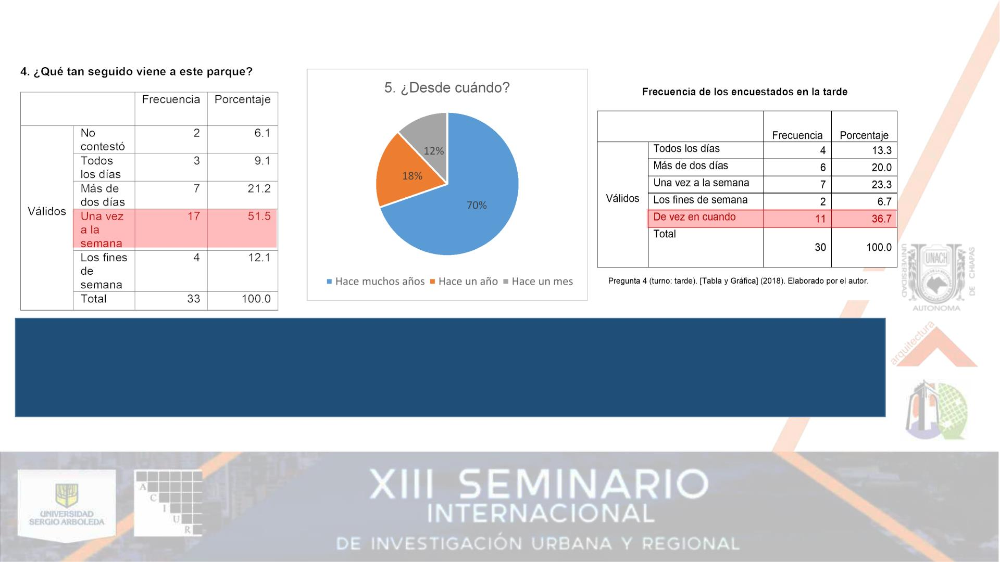 4. ¿Qué tan seguido viene a este parque?
Frecuencia Porcentaje
Válidos
No contestó 2 6.1
Todos los días 3 9.1
Más de dos días 7 21.2
Una vez a la semana 17 51.5
Los fines de semana 4 12.1
Total 33 100.0
5. ¿Desde cuándo?
12%
18%
70%
Hace muchos años Hace un año Hace un mes
Frecuencia de los encuestados en la tarde
Frecuencia Porcentaje
Válidos
Todos los días 4 13.3
Más de dos días 6 20.0
Una vez a la semana 7 23.3
Los fines de semana 2 6.7
De vez en cuando 11 36.7
Total 30 100.0
Pregunta 4 (turno: tarde). [Tabla y Gráfica] (2018). Elaborado por el autor.
UNIVERSIDAD
UNACH
DE CHIAPAS
AUTONOMA
arquitectura
UNIVERSIDAD
SERGIO ARBOLEDA
A
C
I
U
R
XIII SEMINARIO
INTERNACIONAL
DE INVESTIGACIÓN URBANA Y REGIONAL